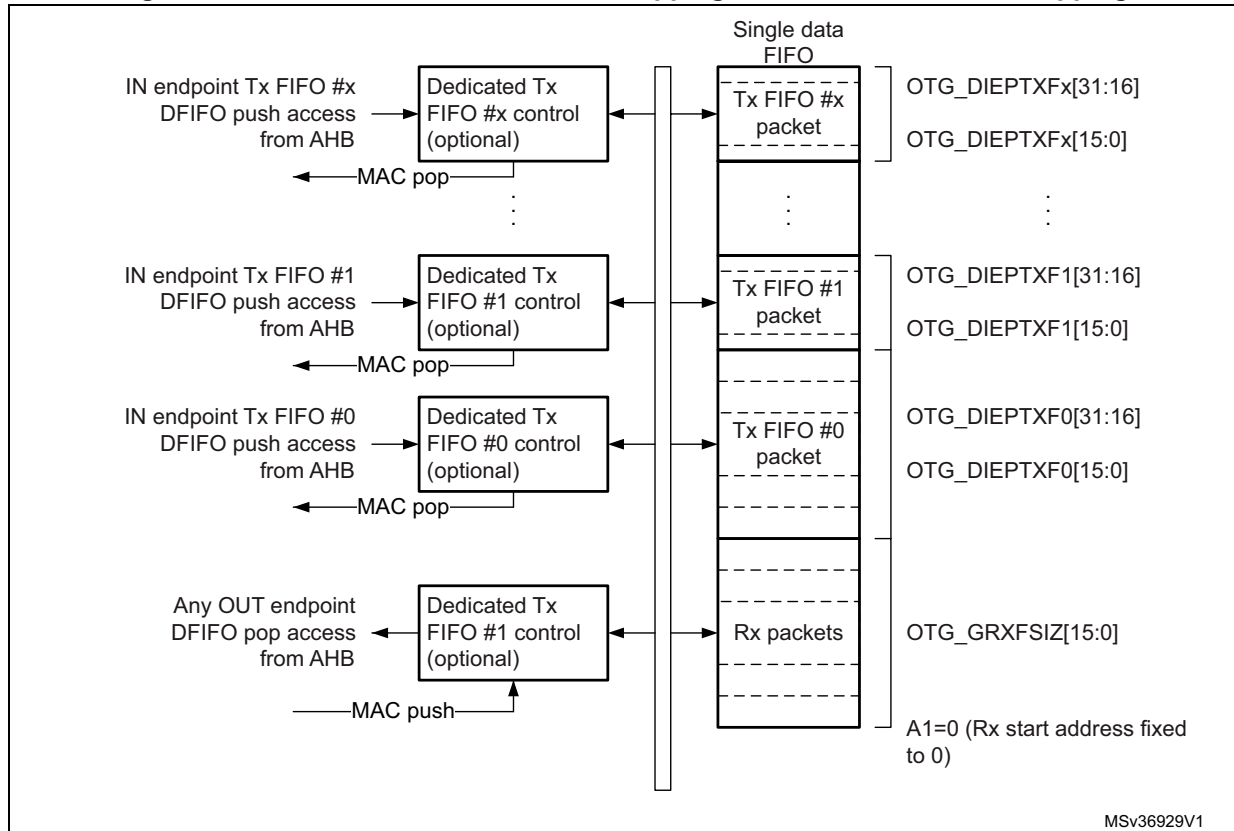 Single data
FIFO
IN endpoint Tx FIFO #x
DFIFO push access
from AHB
Dedicated Tx
FIFO #x control
(optional)
Tx FIFO #x
packet
OTG_DIEPTXFx[31:16]
OTG_DIEPTXFx[15:0]
MAC pop
IN endpoint Tx FIFO #1
DFIFO push access
from AHB
Dedicated Tx
FIFO #1 control
(optional)
Tx FIFO #1
packet
OTG_DIEPTXF1[31:16]
OTG_DIEPTXF1[15:0]
MAC pop
IN endpoint Tx FIFO #0
DFIFO push access
from AHB
Dedicated Tx
FIFO #0 control
(optional)
Tx FIFO #0
packet
OTG_DIEPTXF0[31:16]
OTG_DIEPTXF0[15:0]
MAC pop
Any OUT endpoint
DFIFO pop access
from AHB
Dedicated Tx
FIFO #1 control
(optional)
Rx packets
OTG_GRXFSIZ[15:0]
MAC push
A1=0 (Rx start address fixed
to 0)
MSv36929V1